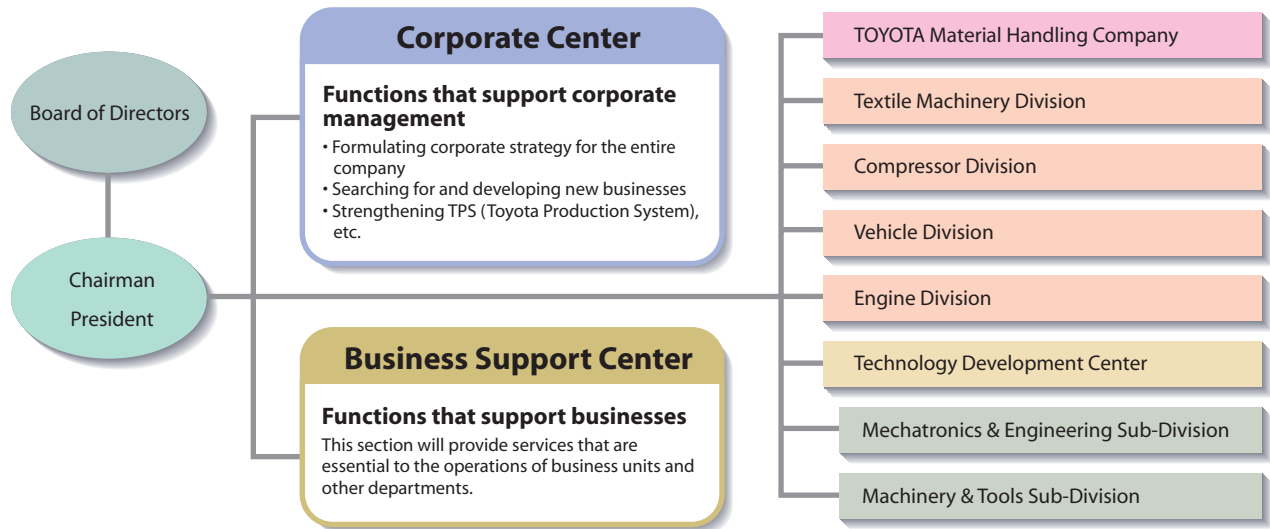 Board of Directors
Chairman
President
Corporate Center
Functions that support corporate
management
• Formulating corporate strategy for the entire
company
• Searching for and developing new businesses
• Strengthening TPS (Toyota Production System),
etc.
Business Support Center
Functions that support businesses
This section will provide services that are
essential to the operations of business units and
other departments.
TOYOTA Material Handling Company
Textile Machinery Division
Compressor Division
Vehicle Division
Engine Division
Technology Development Center
Mechatronics & Engineering Sub-Division
Machinery & Tools Sub-Division